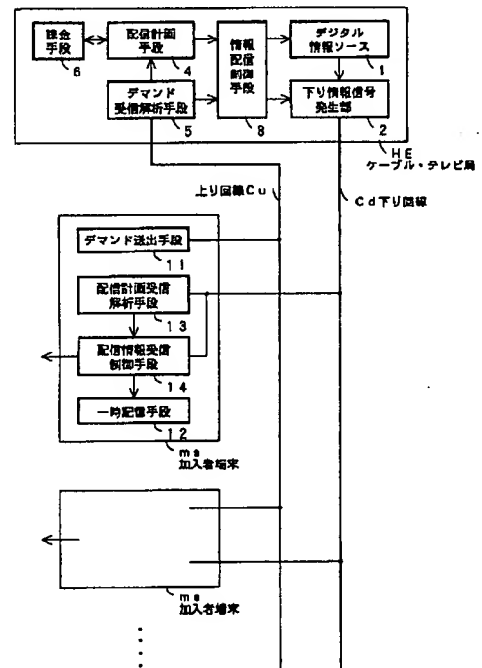 課金
手段
6
配信計画
手段
4
情報
配信
制御
手段
8
デジタル
情報ソース
1
デマンド
受信解析手段
5
下り情報信号
発生部
2
HE
ケーブル・テレビ局
上り回線Cu
Cd下り回線
デマンド送出手段
11
配信計画受信
解析手段
13
配信情報受信
制御手段
14
一時配信手段
12
ms
加入者端末
ms
加入者端末